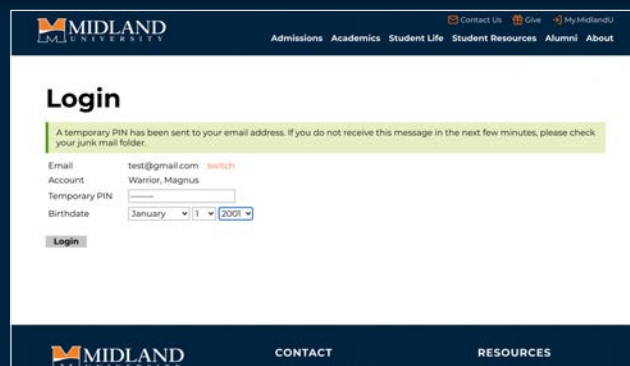 MIDLAND
UNIVERSITY
Contact Us Give My.MidlandU
Admissions Academics Student Life Student Resources Alumni About
Login
A temporary PIN has been sent to your email address. If you do not receive this message in the next few minutes, please check
your junk mail folder.
Email test@gmail.com switch
Account Warrior, Magnus
Temporary PIN
Birthdate January 1 2001
Login
MIDLAND
UNIVERSITY
CONTACT
RESOURCES